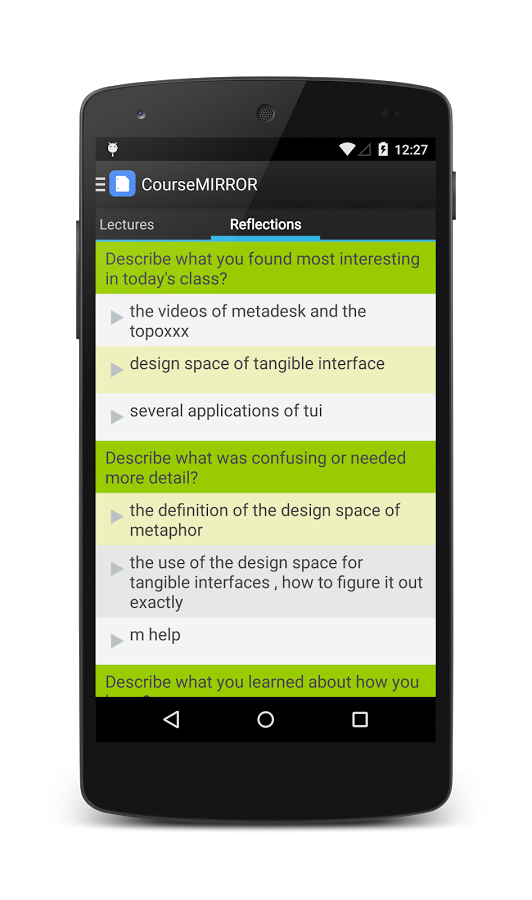 12:27
CourseMIRROR
Lectures
Reflections
Describe what you found most interesting
in today's class?
the videos of metadesk and the
topoxxx
design space of tangible interface
several applications of tui
Describe what was confusing or needed
more detail?
the definition of the design space of
metaphor
the use of the design space for
tangible interfaces , how to figure it out
exactly
m help
Describe what you learned about how you